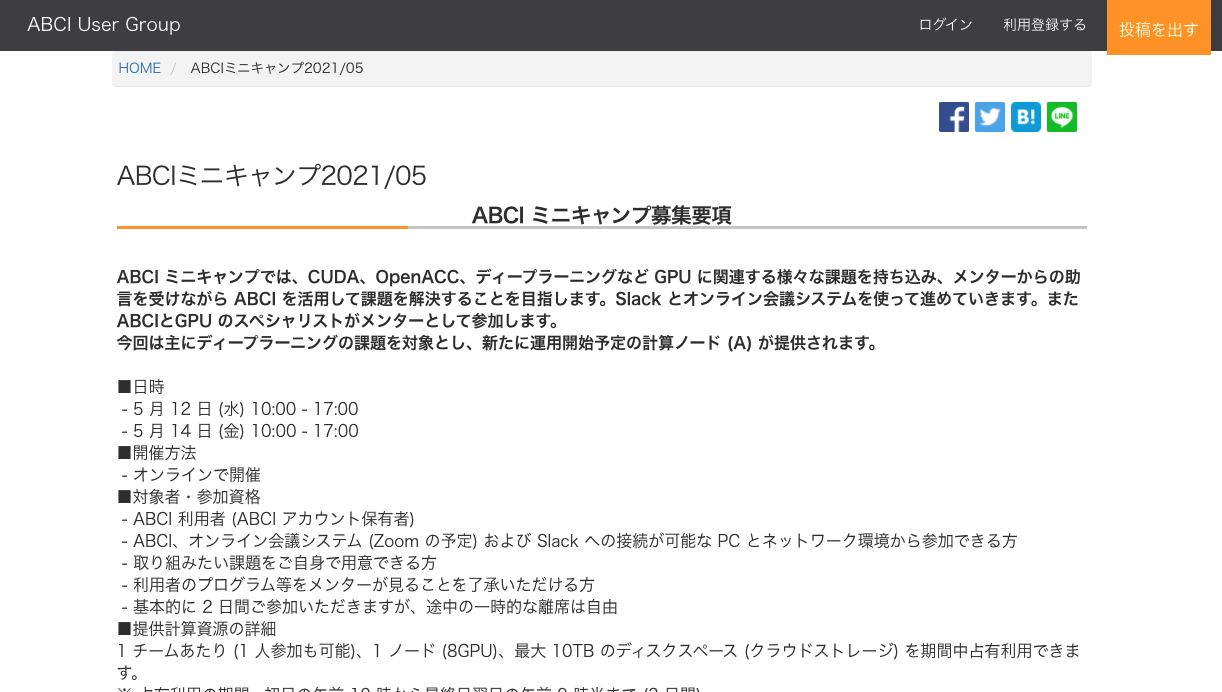 ABCI User Group
ログイン 利用登録する 投稿を出す
HOME / ABCIミニキャンプ2021/05
B!
LINE
ABCIミニキャンプ2021/05
ABCI ミニキャンプ募集要項
ABCI ミニキャンプでは、CUDA、OpenACC、ディープラーニングなど GPU に関連する様々な課題を持ち込み、メンターからの助
言を受けながら ABCI を活用して課題を解決することを目指します。Slack とオンライン会議システムを使って進めていきます。また
ABCIとGPU のスペシャリストがメンターとして参加します。
今回は主にディープラーニングの課題を対象とし、新たに運用開始予定の計算ノード (A) が提供されます。
■日時
- 5 月 12 日 (水) 10:00 - 17:00
- 5 月 14 日 (金) 10:00 - 17:00
■開催方法
- オンラインで開催
■対象者・参加資格
- ABCI 利用者 (ABCI アカウント保有者)
- ABCI、オンライン会議システム (Zoom の予定) および Slack への接続が可能な PC とネットワーク環境から参加できる方
- 取り組みたい課題をご自身で用意できる方
- 利用者のプログラム等をメンターが見ることを了承いただける方
- 基本的に 2 日間ご参加いただきますが、途中の一時的な離席は自由
■提供計算資源の詳細
1 チームあたり (1 人参加も可能)、1 ノード (8GPU)、最大 10TB のディスクスペース (クラウドストレージ) を期間中占有利用できま
す。